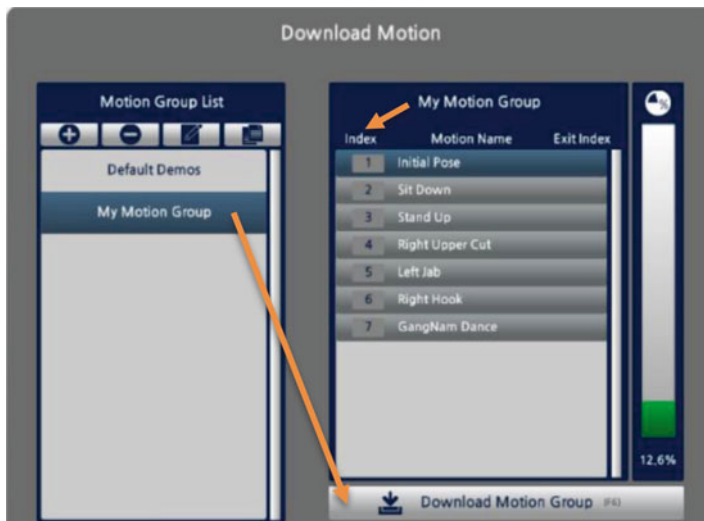 Download Motion
Motion Group List
Default Demos
My Motion Group
My Motion Group
Index Motion Name Exit Index
1 Initial Pose
2 Sit Down
3 Stand Up
4 Right Upper Cut
5 Left Jab
6 Right Hook
7 GangNam Dance
%
12.6%
Download Motion Group